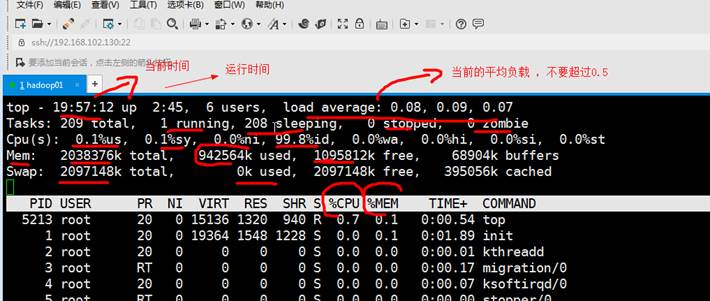 文件(F) 编辑(E) 查看(V) 工具(T) 选项卡(B) 窗口(W) 帮助(H)
ssh://192.168.102.130:22
要添加当前会话,点击左侧的箭头按钮。
当前时间
运行时间
当前的平均负载 ，不要超过0.5
1 hadoop01
top - 19:57:12 up 2:45, 6 users, load average: 0.08, 0.09, 0.07
Tasks: 209 total, 1 running, 208 sleeping, 0 stopped, 0 zombie
Cpu(s): 0.1%us, 0.1%sy, 0.0%ni, 99.8%id, 0.0%wa, 0.0%hi, 0.0%si, 0.0%st
Mem: 2038376k total, 942564k used, 1095812k free, 68904k buffers
Swap: 2097148k total, 0k used, 2097148k free, 395056k cached
PID USER PR NI VIRT RES SHR S %CPU %MEM TIME+ COMMAND
5213 root 20 0 15136 1320 940 R 0.7 0.1 0:00.54 top
1 root 20 0 19364 1548 1228 S 0.0 0.1 0:01.89 init
2 root 20 0 0 0 0 S 0.0 0.0 0:00.01 kthreadd
3 root RT 0 0 0 0 S 0.0 0.0 0:00.17 migration/0
4 root 20 0 0 0 0 S 0.0 0.0 0:00.07 ksoftirqd/0
5 root RT 0 0 0 0 S 0.0 0.0 0:00.00 stopper/0